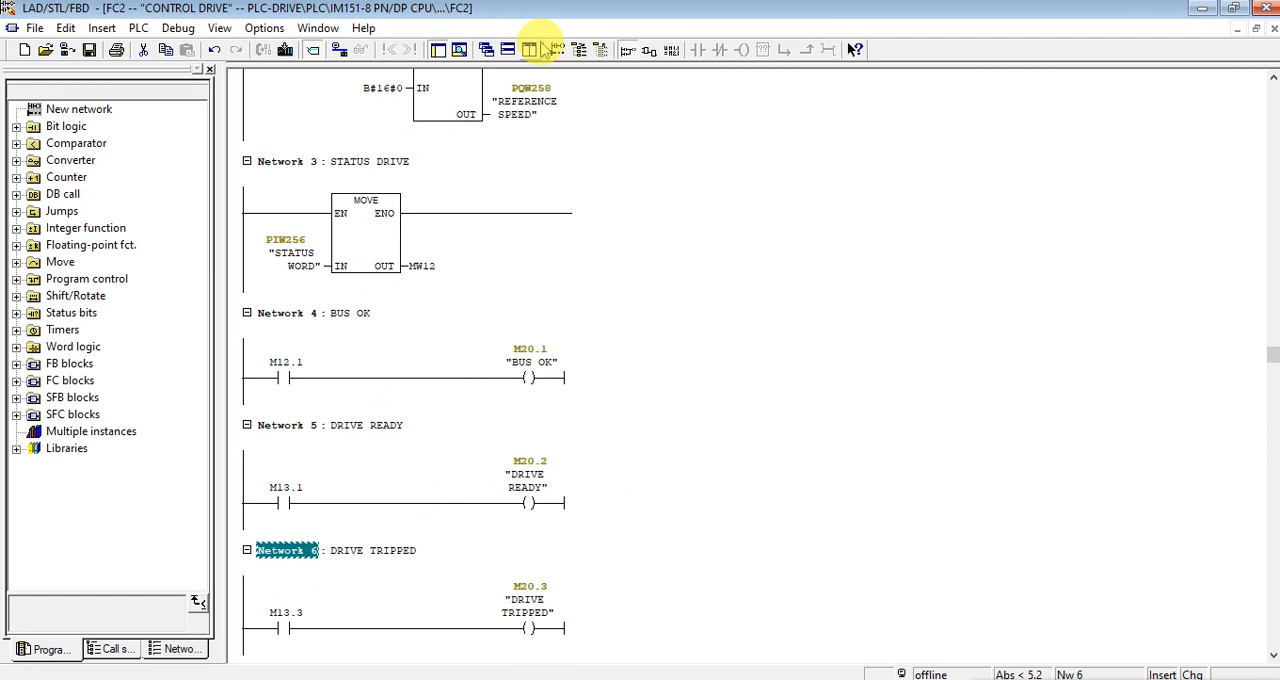 LAD/STL/FBD - [FC2 -- "CONTROL DRIVE" -- PLC-DRIVE\PLC\IM151-8 PN/DP CPU\...\FC2]
File Edit Insert PLC Debug View Options Window Help
New network
Bit logic
Comparator
Converter
Counter
DB call
Jumps
Integer function
Floating-point fct.
Move
Program control
Shift/Rotate
Status bits
Timers
Word logic
FB blocks
FC blocks
SFB blocks
SFC blocks
Multiple instances
Libraries
Progra... Call s... Netwo...
B#16#0 IN PQW258
"REFERENCE
OUT SPEED"
Network 3 : STATUS DRIVE
MOVE
EN ENO
PIW256
"STATUS
WORD" IN OUT MW12
Network 4 : BUS OK
M20.1
M12.1 "BUS OK"
Network 5 : DRIVE READY
M20.2
"DRIVE
M13.1 READY"
Network 6 : DRIVE TRIPPED
M20.3
"DRIVE
M13.3 TRIPPED"
offline Abs < 5.2 Nw 6 Insert Chg